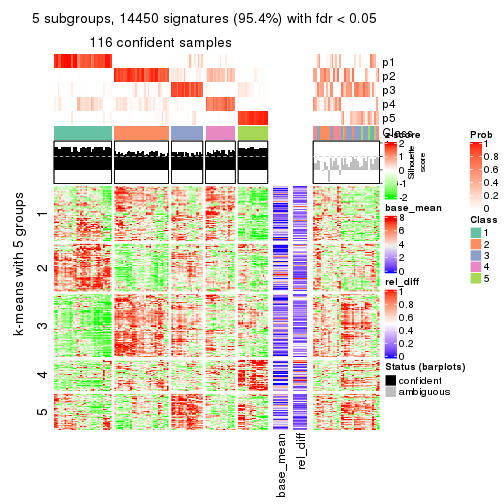 5 subgroups, 14450 signatures (95.4%) with fdr < 0.05
116 confident samples
p1
p2
p3
p4
p5
Class
k-means with 5 groups
1
2
3
4
5
base_mean
rel_diff
z-score
2
1
0
-1
-2
Silhouette
score
base_mean
8
6
4
2
0
rel_diff
1
0.8
0.6
0.4
0.2
0
Status (barplots)
confident
ambiguous
Prob
1
0.8
0.6
0.4
0.2
0
Class
1
2
3
4
5